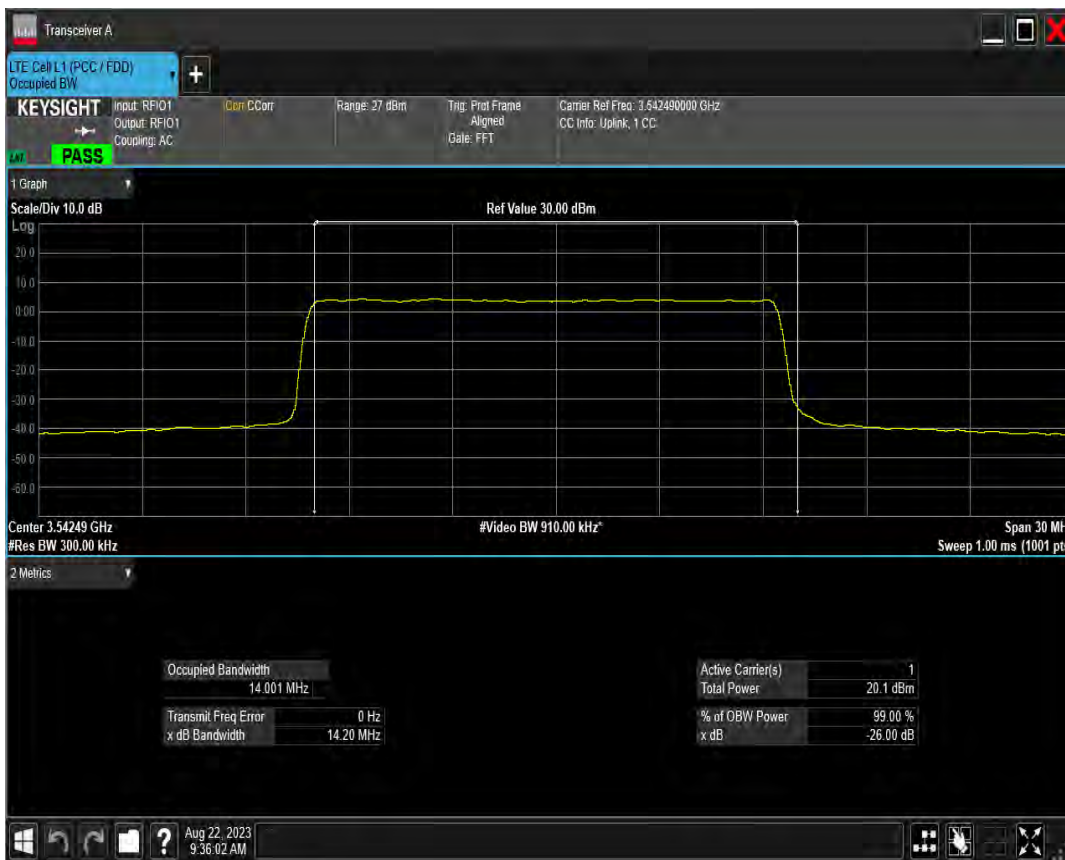 Transceiver A
LTE Cell L1 (PCC / FDD)
Occupied BW
+
KEYSIGHT
PASS
Input: RFIO1
Output: RFIO1
Coupling: AC
Corr CCorr
Range: 27 dBm
Trig: Prot Frame
Aligned
Gate: FFT
Carrier Ref Freq: 3.542490000 GHz
CC Info: Uplink, 1 CC
1 Graph
Scale/Div 10.0 dB
Ref Value 30.00 dBm
Log
20.0
10.0
0.00
-10.0
-20.0
-30.0
-40.0
-50.0
-60.0
Center 3.54249 GHz
#Video BW 910.00 kHz*
Span 30 MH
#Res BW 300.00 kHz
Sweep 1.00 ms (1001 pt
2 Metrics
Occupied Bandwidth
14.001 MHz
Transmit Freq Error 0 Hz
x dB Bandwidth 14.20 MHz
Active Carrier(s) 1
Total Power 20.1 dBm
% of OBW Power 99.00 %
x dB -26.00 dB
?
Aug 22, 2023
9:36:02 AM